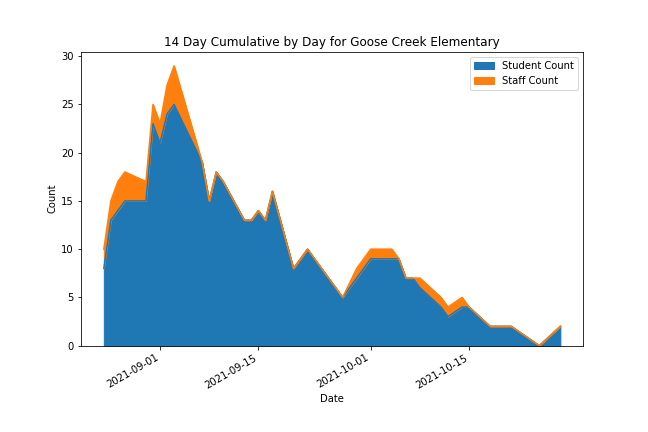 14 Day Cumulative by Day for Goose Creek Elementary
Student Count
Staff Count
Count
30
25
20
15
10
5
0
2021-09-01
2021-09-15
2021-10-01
2021-10-15
Date